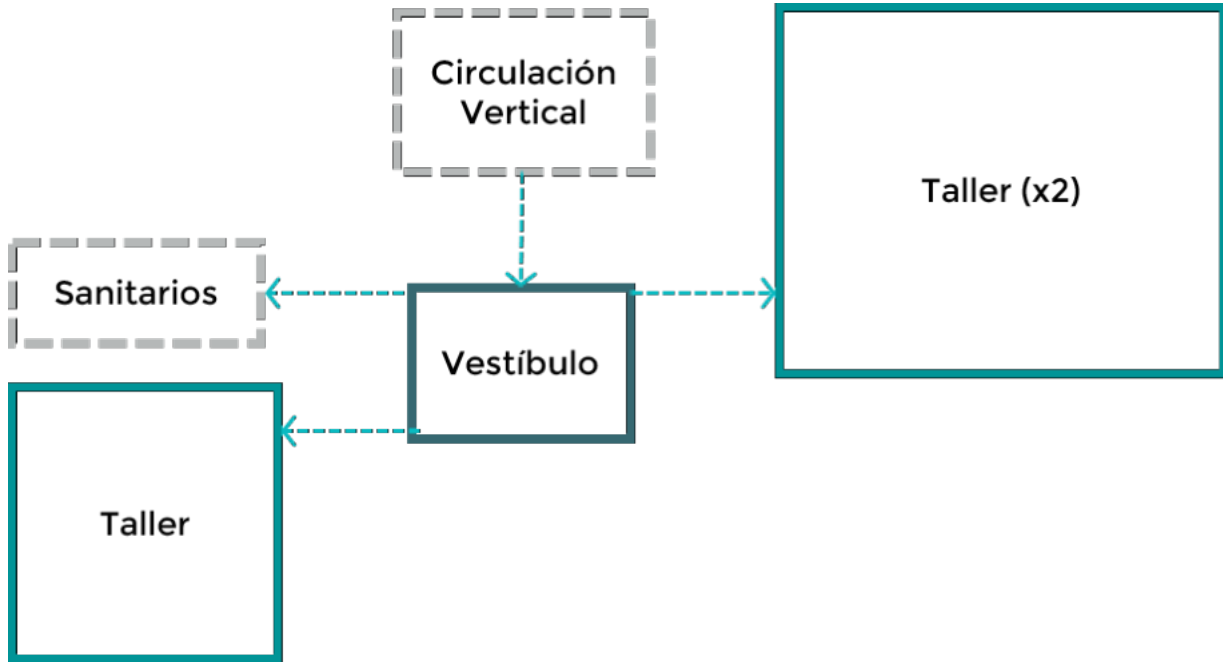 Circulación
Vertical
Taller (x2)
Sanitarios
Vestíbulo
Taller